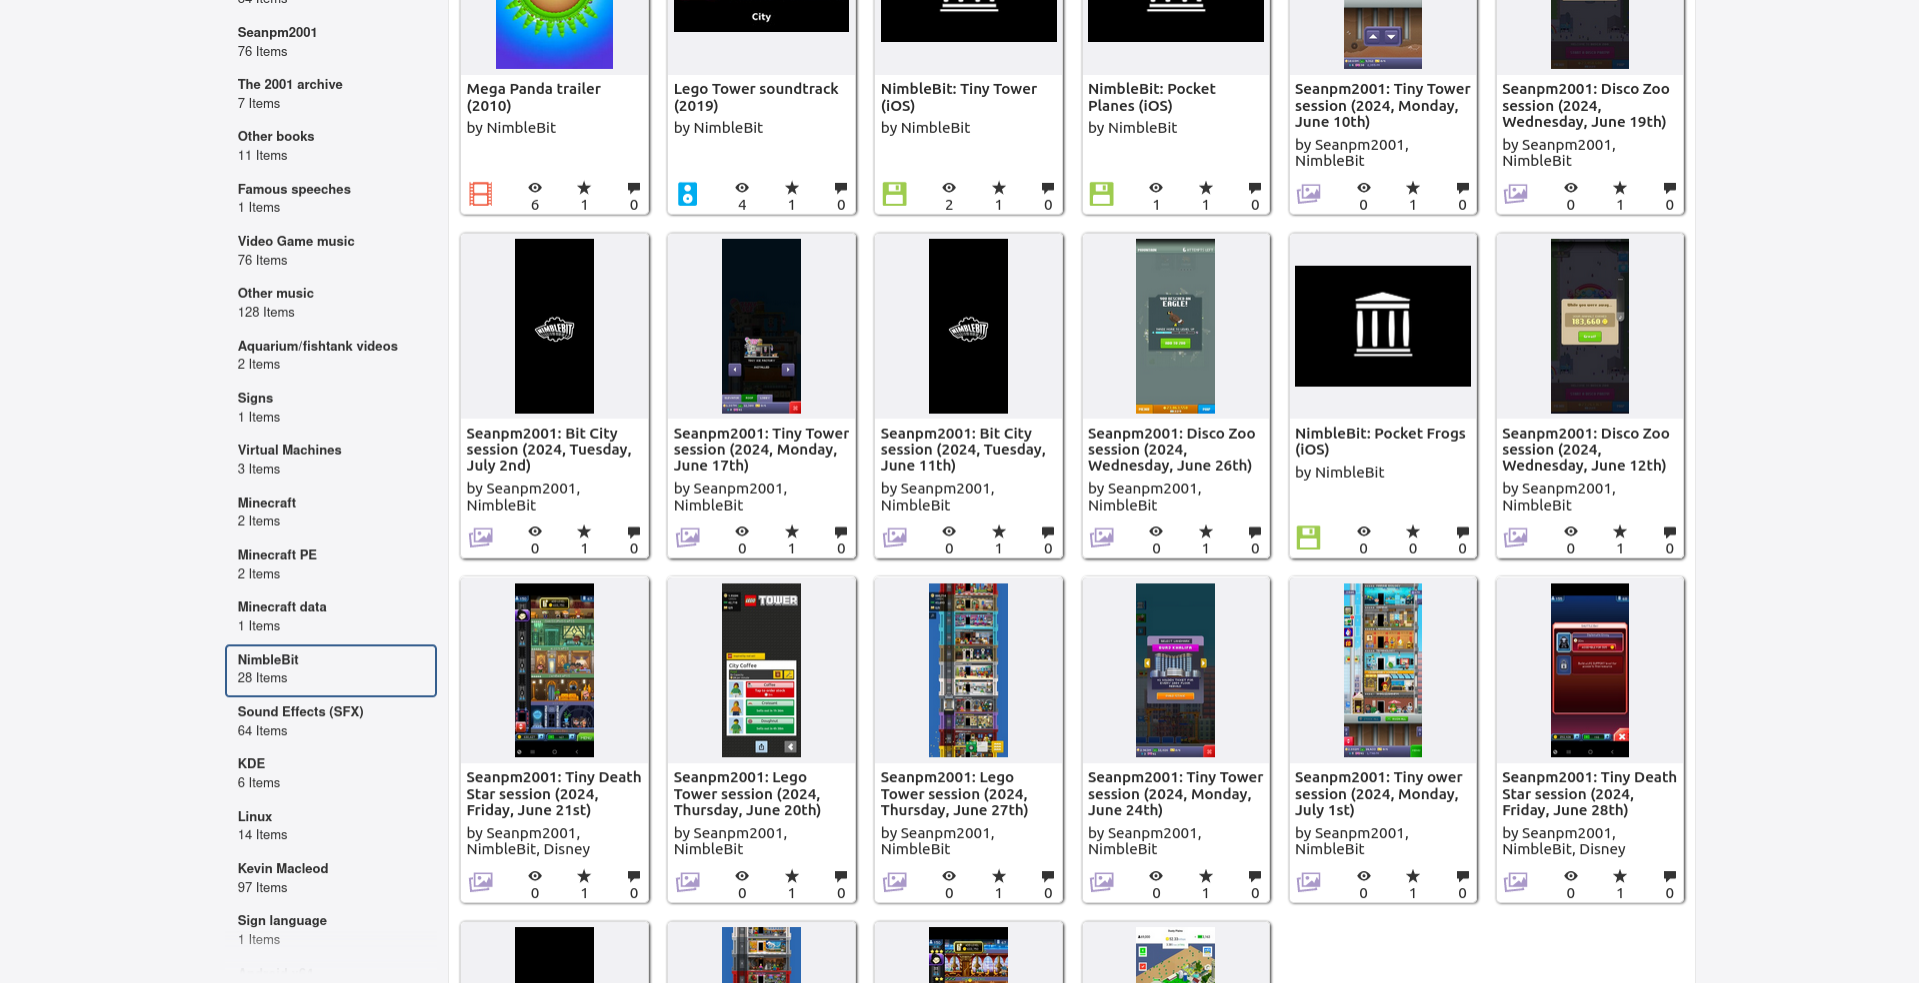 Seanpm2001
76 Items
The 2001 archive
7 Items
Other books
11 Items
Famous speeches
1 Items
Video Game music
76 Items
Other music
128 Items
Aquarium/fishtank videos
2 Items
Signs
1 Items
Virtual Machines
3 Items
Minecraft
2 Items
Minecraft PE
2 Items
Minecraft data
1 Items
NimbleBit
28 Items
Sound Effects (SFX)
64 Items
KDE
6 Items
Linux
14 Items
Kevin Macleod
97 Items
Sign language
1 Items
City
Mega Panda trailer
(2010)
by NimbleBit
6 1 0
Lego Tower soundtrack
(2019)
by NimbleBit
4 1 0
NimbleBit: Tiny Tower
(iOS)
by NimbleBit
2 1 0
NimbleBit: Pocket
Planes (iOS)
by NimbleBit
1 1 0
Seanpm2001: Tiny Tower
session (2024, Monday,
June 10th)
by Seanpm2001,
NimbleBit
0 1 0
Seanpm2001: Disco Zoo
session (2024,
Wednesday, June 19th)
by Seanpm2001,
NimbleBit
0 1 0
NIMBLEBIT
Seanpm2001: Bit City
session (2024, Tuesday,
July 2nd)
by Seanpm2001,
NimbleBit
0 1 0
Seanpm2001: Tiny Tower
session (2024, Monday,
June 17th)
by Seanpm2001,
NimbleBit
0 1 0
NIMBLEBIT
Seanpm2001: Bit City
session (2024, Tuesday,
June 11th)
by Seanpm2001,
NimbleBit
0 1 0
EAGLE!
Seanpm2001: Disco Zoo
session (2024,
Wednesday, June 26th)
by Seanpm2001,
NimbleBit
0 1 0
NimbleBit: Pocket Frogs
(iOS)
by NimbleBit
0 0 0
While you were away...
183,660
Seanpm2001: Disco Zoo
session (2024,
Wednesday, June 12th)
by Seanpm2001,
NimbleBit
0 1 0
Seanpm2001: Tiny Death
Star session (2024,
Friday, June 21st)
by Seanpm2001,
NimbleBit, Disney
0 1 0
LEGO TOWER
City Coffee
Coffee
Croissant
Doughnut
Seanpm2001: Lego
Tower session (2024,
Thursday, June 20th)
by Seanpm2001,
NimbleBit
0 1 0
Seanpm2001: Lego
Tower session (2024,
Thursday, June 27th)
by Seanpm2001,
NimbleBit
0 1 0
Seanpm2001: Tiny Tower
session (2024, Monday,
June 24th)
by Seanpm2001,
NimbleBit
0 1 0
Seanpm2001: Tiny ower
session (2024, Monday,
July 1st)
by Seanpm2001,
NimbleBit
0 1 0
Seanpm2001: Tiny Death
Star session (2024,
Friday, June 28th)
by Seanpm2001,
NimbleBit, Disney
0 1 0